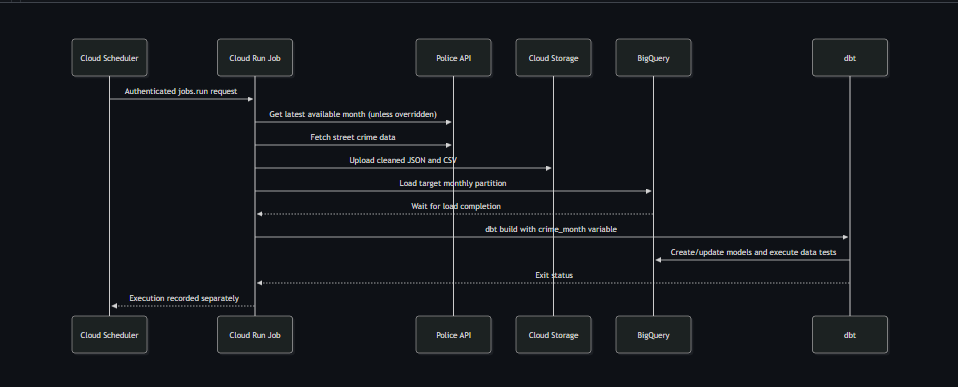 Cloud Scheduler
Cloud Run Job
Police API
Cloud Storage
BigQuery
dbt
Authenticated jobs.run request
Get latest available month (unless overridden)
Fetch street crime data
Upload cleaned JSON and CSV
Load target monthly partition
Wait for load completion
dbt build with crime_month variable
Create/update models and execute data tests
Exit status
Execution recorded separately
Cloud Scheduler
Cloud Run Job
Police API
Cloud Storage
BigQuery
dbt